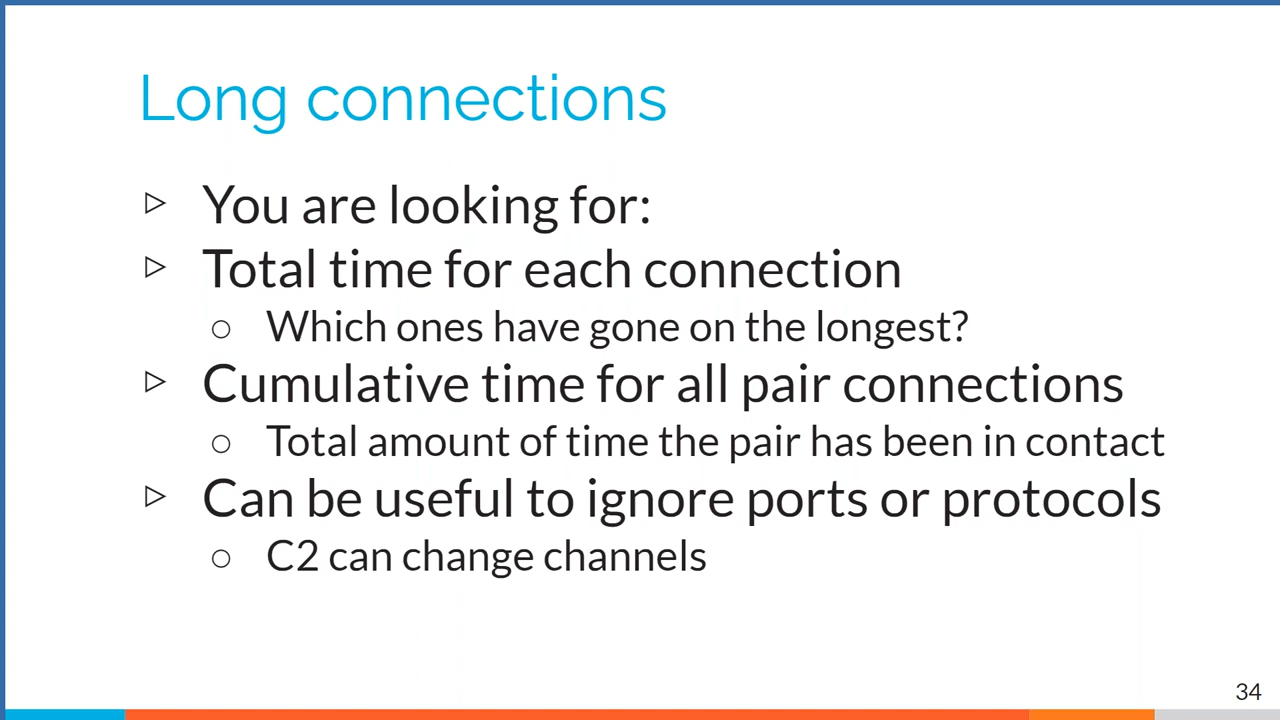 Long connections
▷ You are looking for:
▷ Total time for each connection
○ Which ones have gone on the longest?
▷ Cumulative time for all pair connections
○ Total amount of time the pair has been in contact
▷ Can be useful to ignore ports or protocols
○ C2 can change channels
34